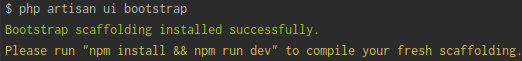 $ php artisan ui bootstrap
Bootstrap scaffolding installed successfully.
Please run "npm install && npm run dev" to compile your fresh scaffolding.